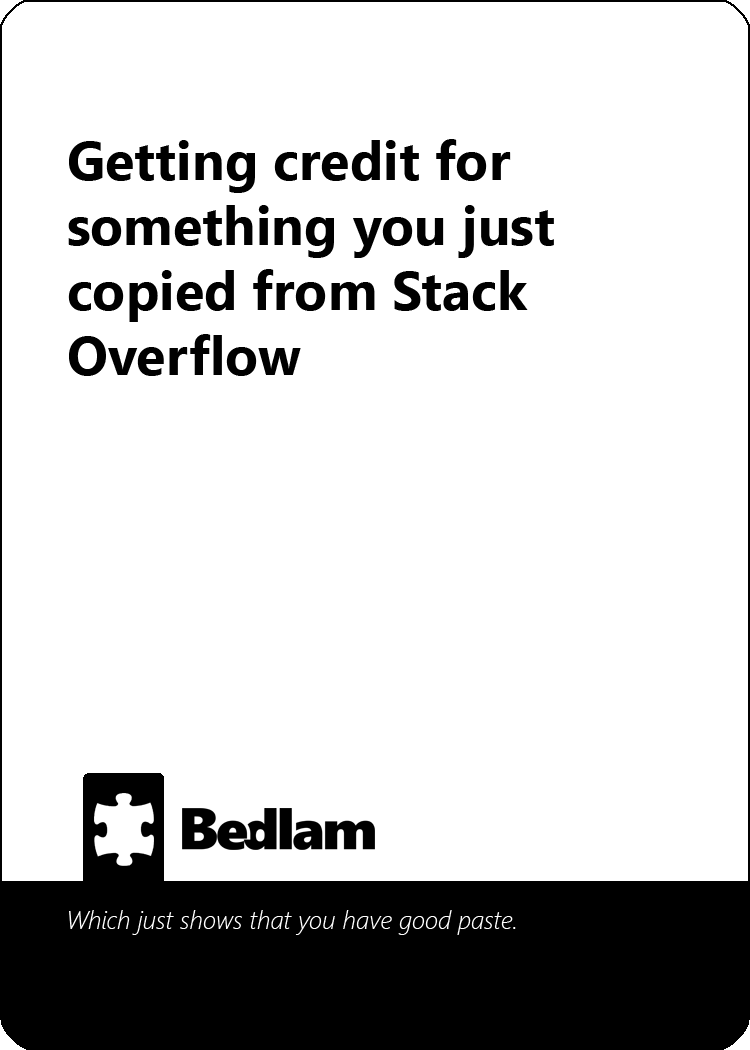 Getting credit for
something you just
copied from Stack
Overflow
Bedlam
Which just shows that you have good paste.